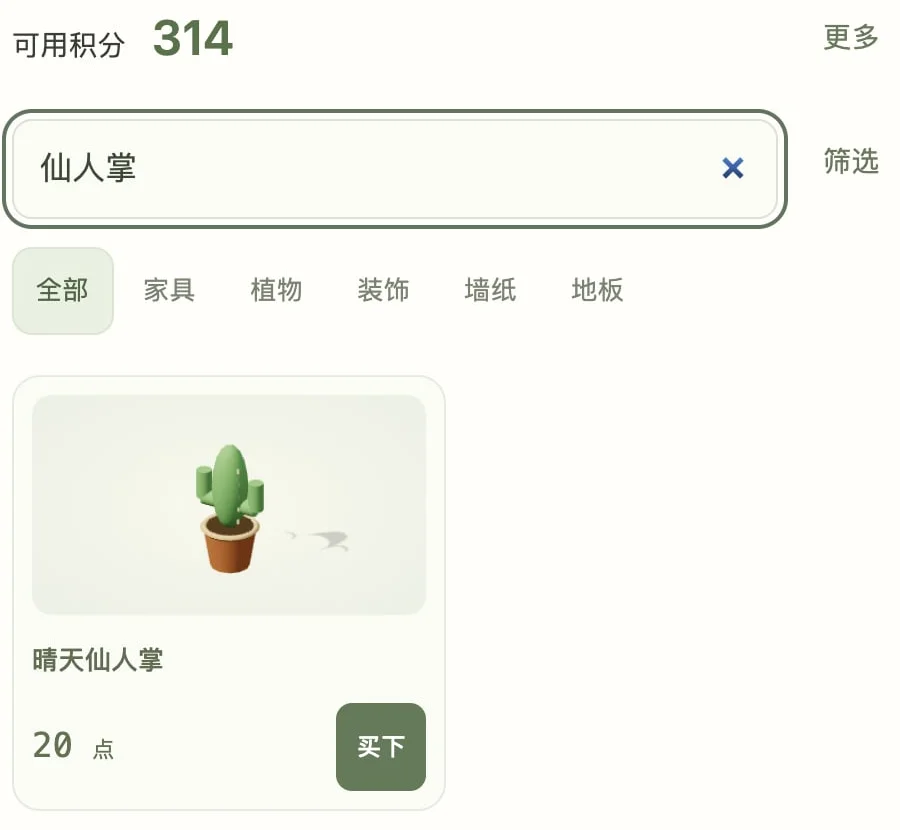 可用积分 314 更多
仙人掌 ×
筛选
全部 家具 植物 装饰 墙纸 地板
晴天仙人掌
20 点 买下